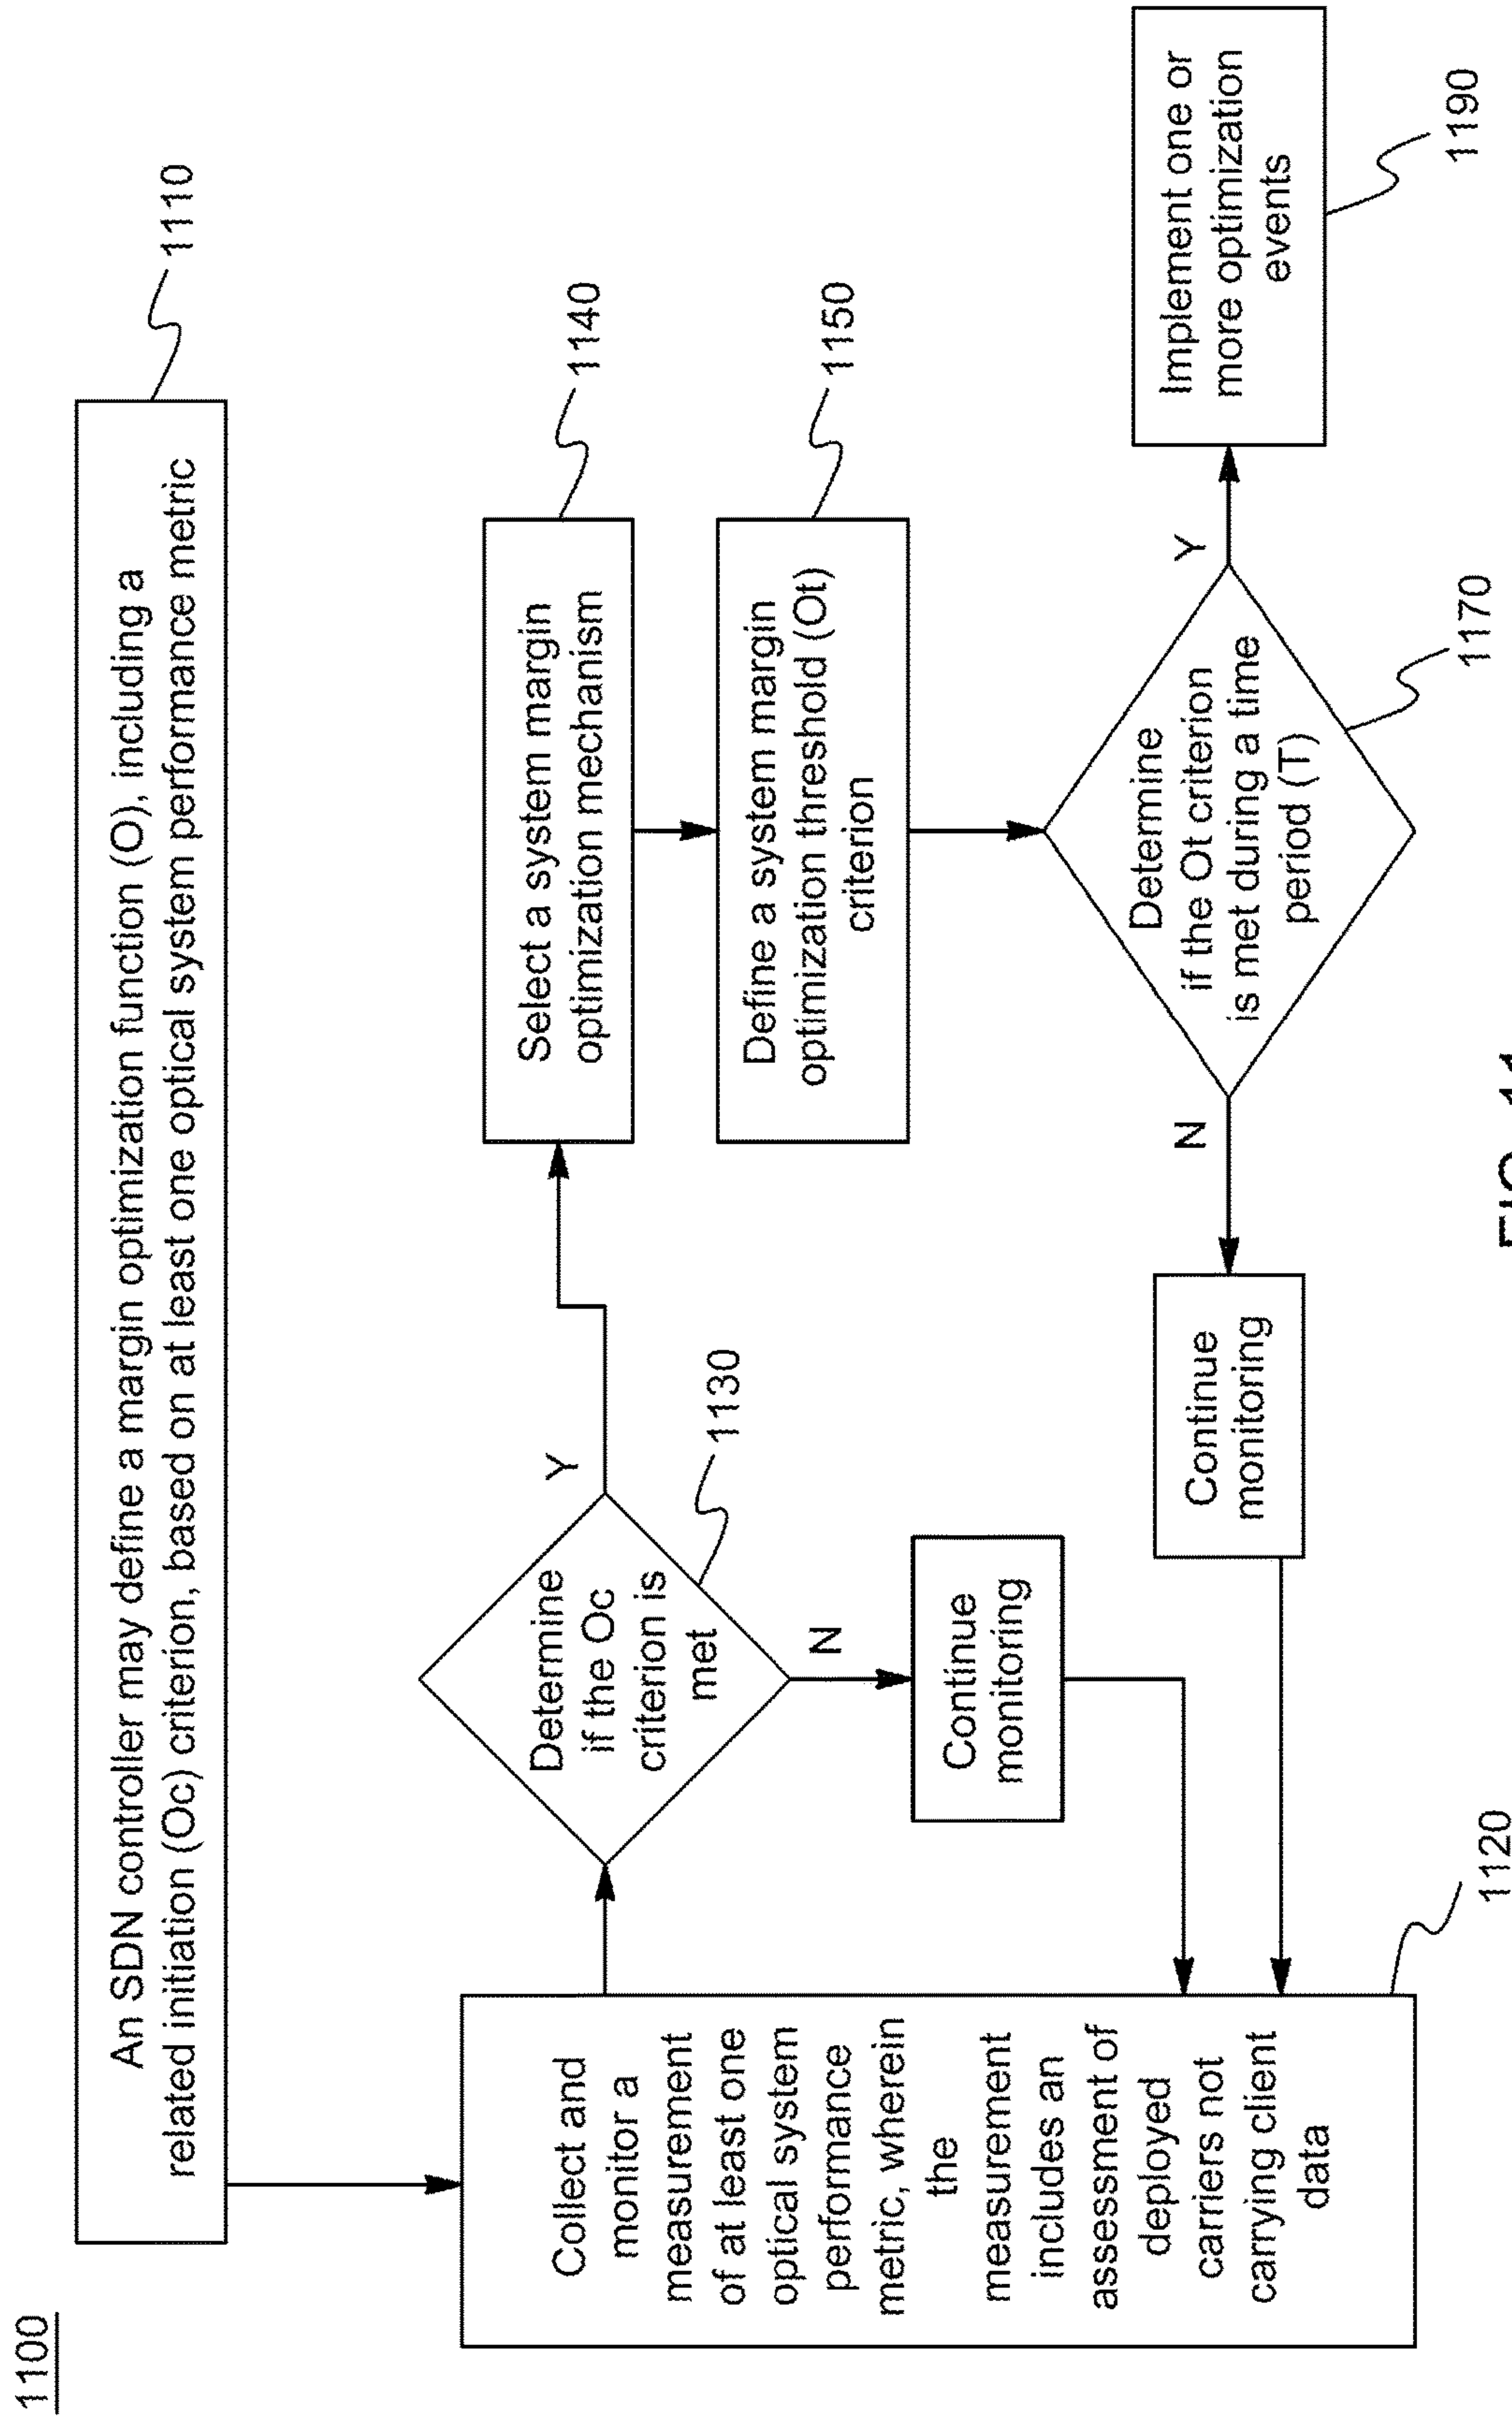 1100
An SDN controller may define a margin optimization function (O), including a
related initiation (Oc) criterion, based on at least one optical system performance metric
1110
Collect and
monitor a
measurement
of at least one
optical system
performance
metric, wherein
the
measurement
includes an
assessment of
deployed
carriers not
carrying client
data
1120
Determine
if the Oc
criterion is
met
1130
Y
N
Continue
monitoring
Select a system margin
optimization mechanism
1140
Define a system margin
optimization threshold (Ot)
criterion
1150
Determine
if the Ot criterion
is met during a time
period (T)
1170
N
Y
Continue
monitoring
Implement one or
more optimization
events
1190
FIG. 11